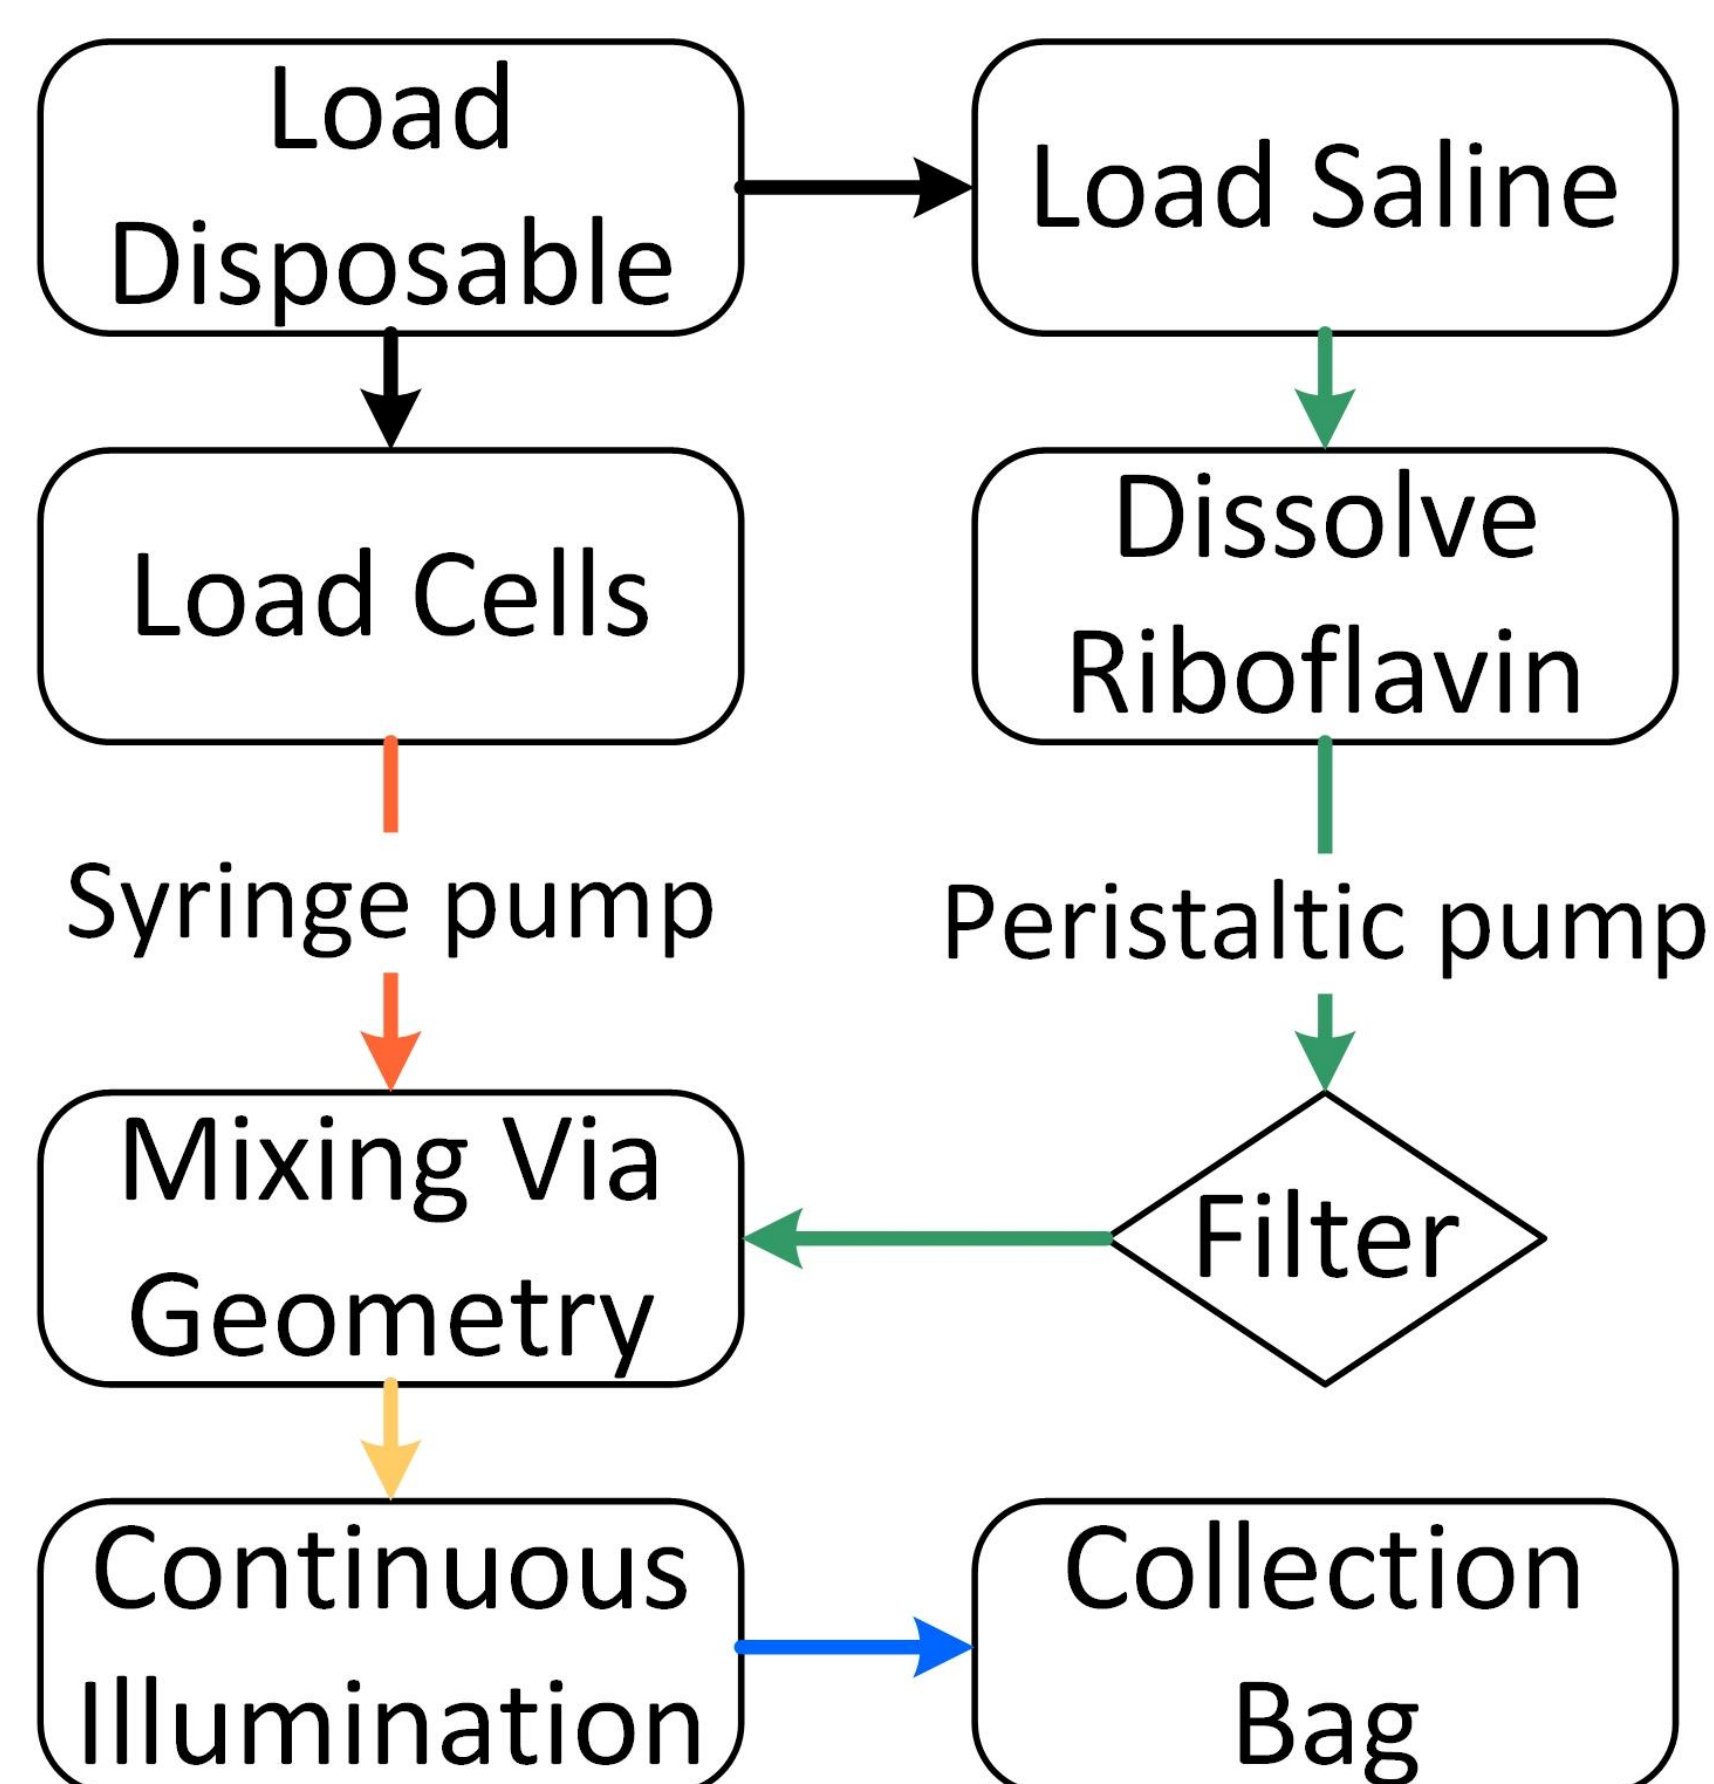 Load
Disposable
Load Saline
Load Cells
Dissolve
Riboflavin
Syringe pump
Peristaltic pump
Mixing Via
Geometry
Filter
Continuous
Illumination
Collection
Bag